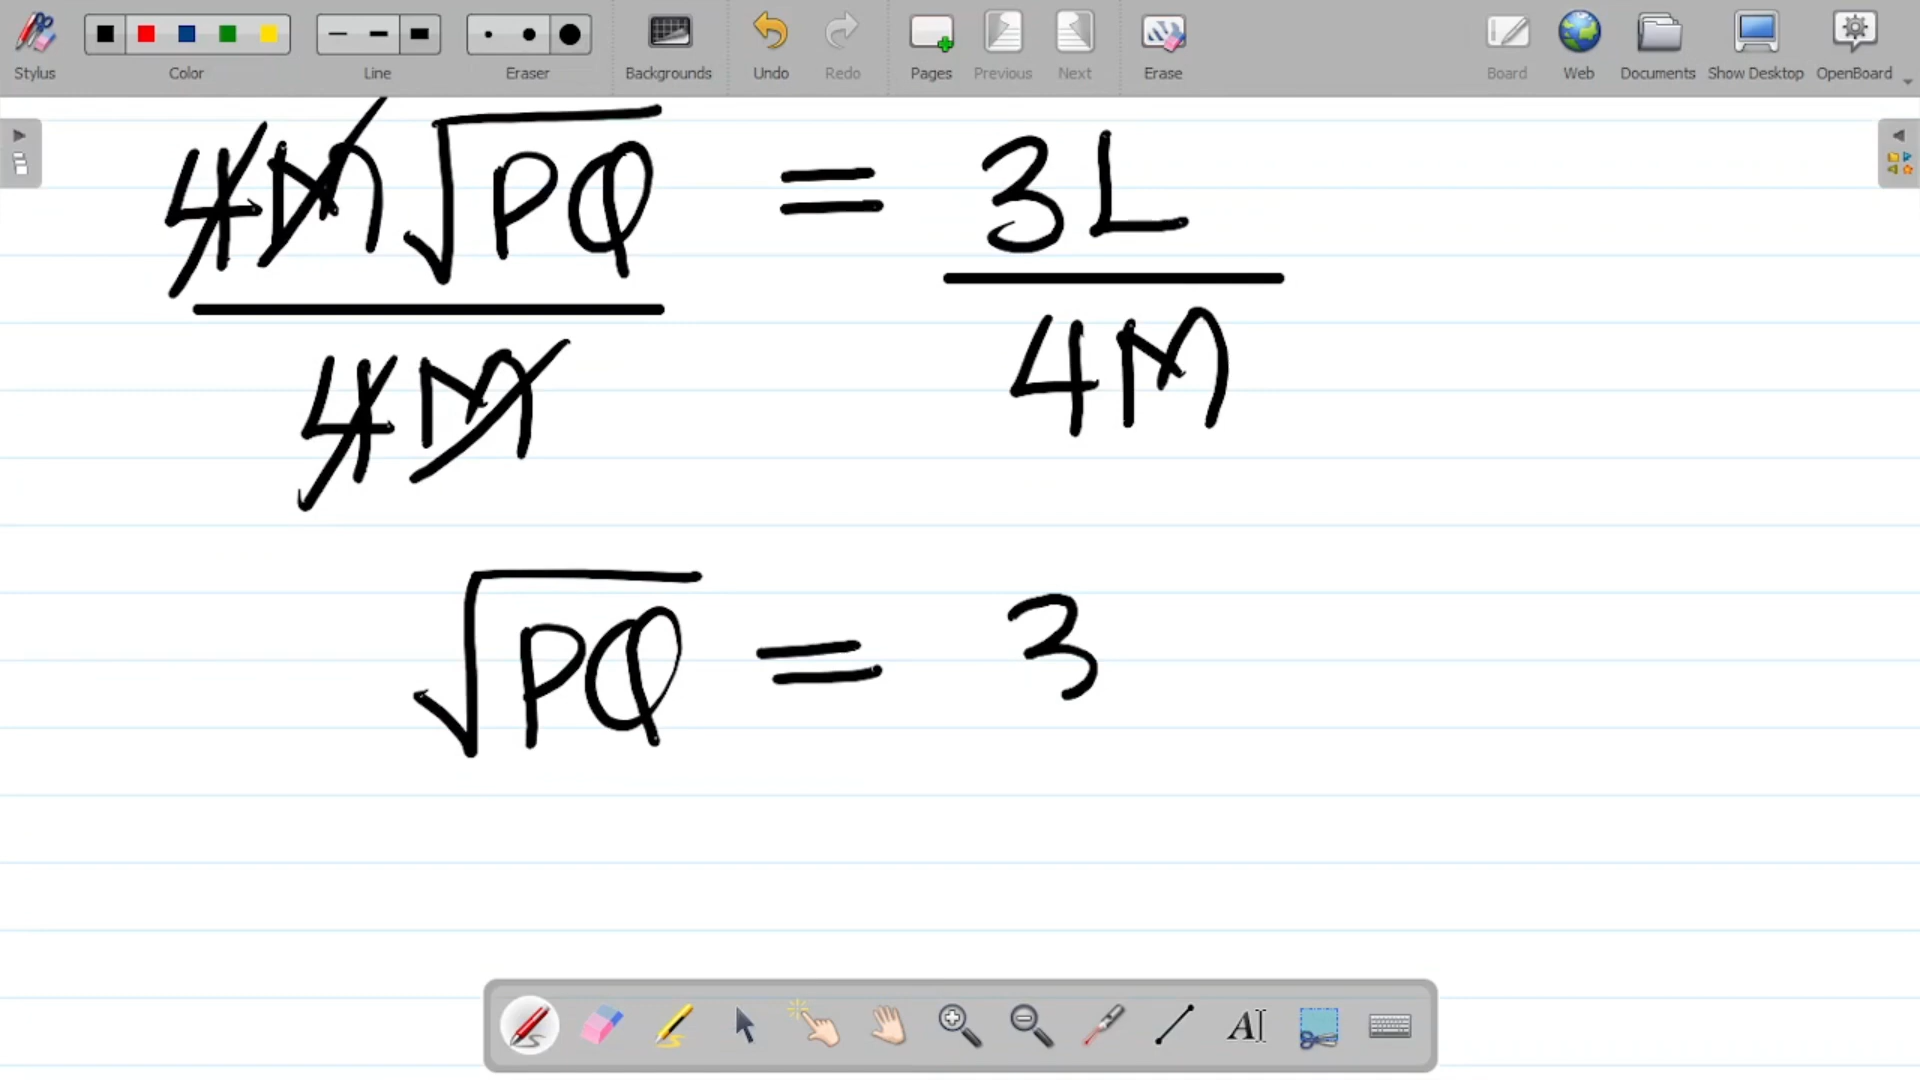 Stylus Color Line Eraser Backgrounds Undo Redo Pages Previous Next Erase Board Web Documents Show Desktop OpenBoard
4M√PQ = 3L
4M 4M
√PQ = 3